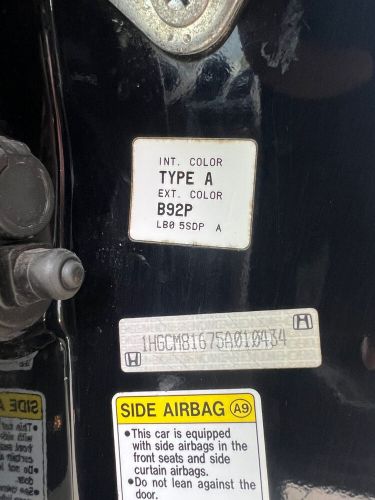 INT. COLOR
TYPE A
EXT. COLOR
B92P
LB0 5SDP A
1HGCM81675A010434
SIDE AIRBAG A9
•This car is equipped
with side airbags in the
front seats and side
curtain airbags.
•Do not lean against the
door.